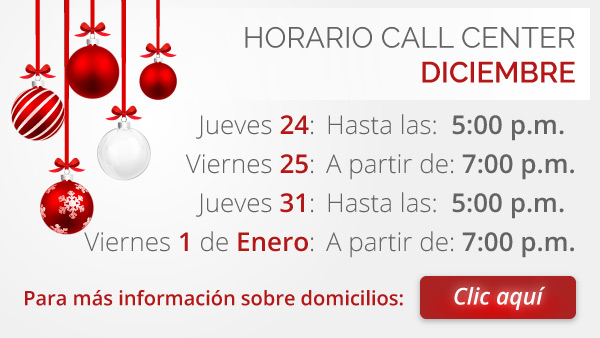 HORARIO CALL CENTER
DICIEMBRE
Jueves 24: Hasta las: 5:00 p.m.
Viernes 25: A partir de: 7:00 p.m.
Jueves 31: Hasta las: 5:00 p.m.
Viernes 1 de Enero: A partir de: 7:00 p.m.
Para más información sobre domicilios: Clic aquí